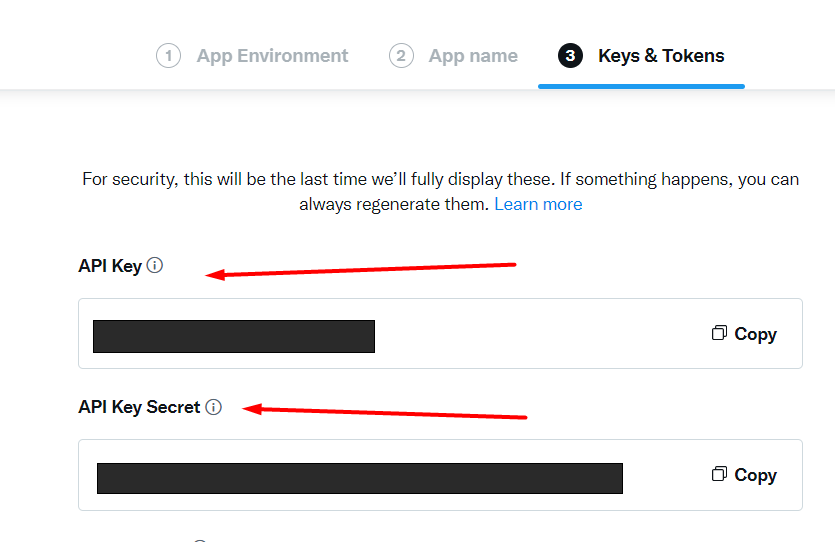 1 App Environment 2 App name 3 Keys & Tokens
For security, this will be the last time we’ll fully display these. If something happens, you can
always regenerate them. Learn more
API Key
Copy
API Key Secret
Copy